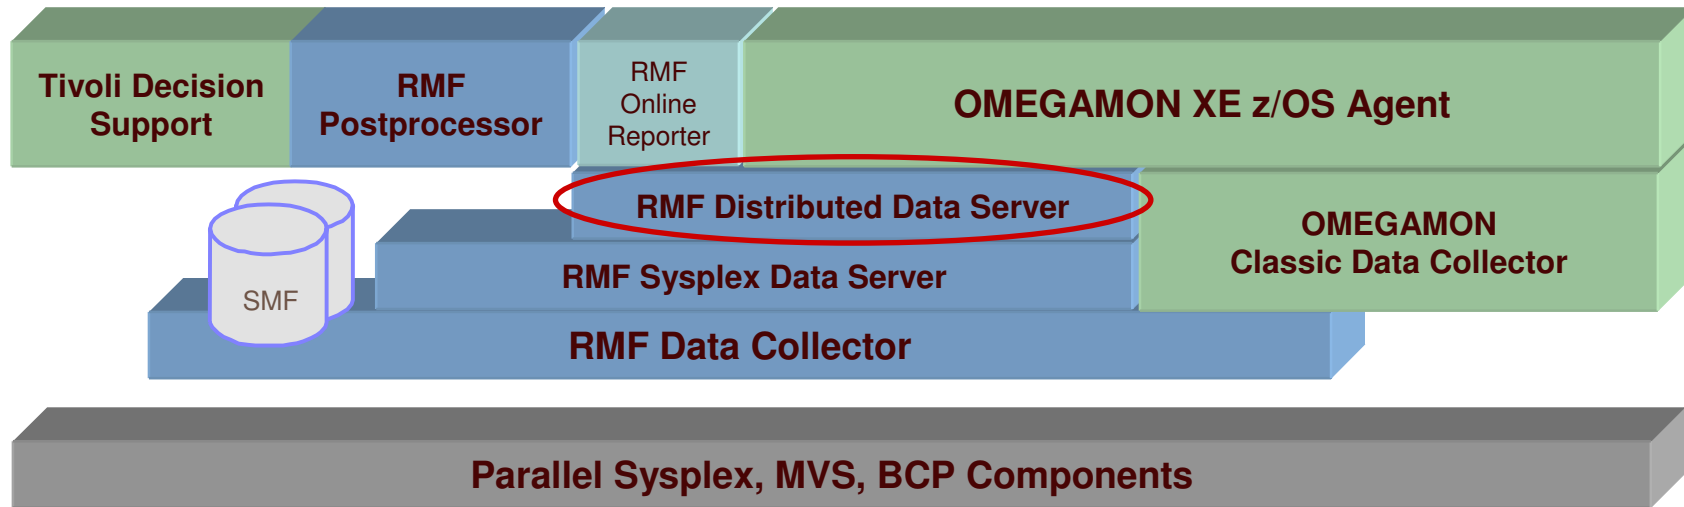 Tivoli Decision
Support
RMF
Postprocessor
RMF
Online
Reporter
OMEGAMON XE z/OS Agent
RMF Distributed Data Server
OMEGAMON
Classic Data Collector
RMF Sysplex Data Server
SMF
RMF Data Collector
Parallel Sysplex, MVS, BCP Components